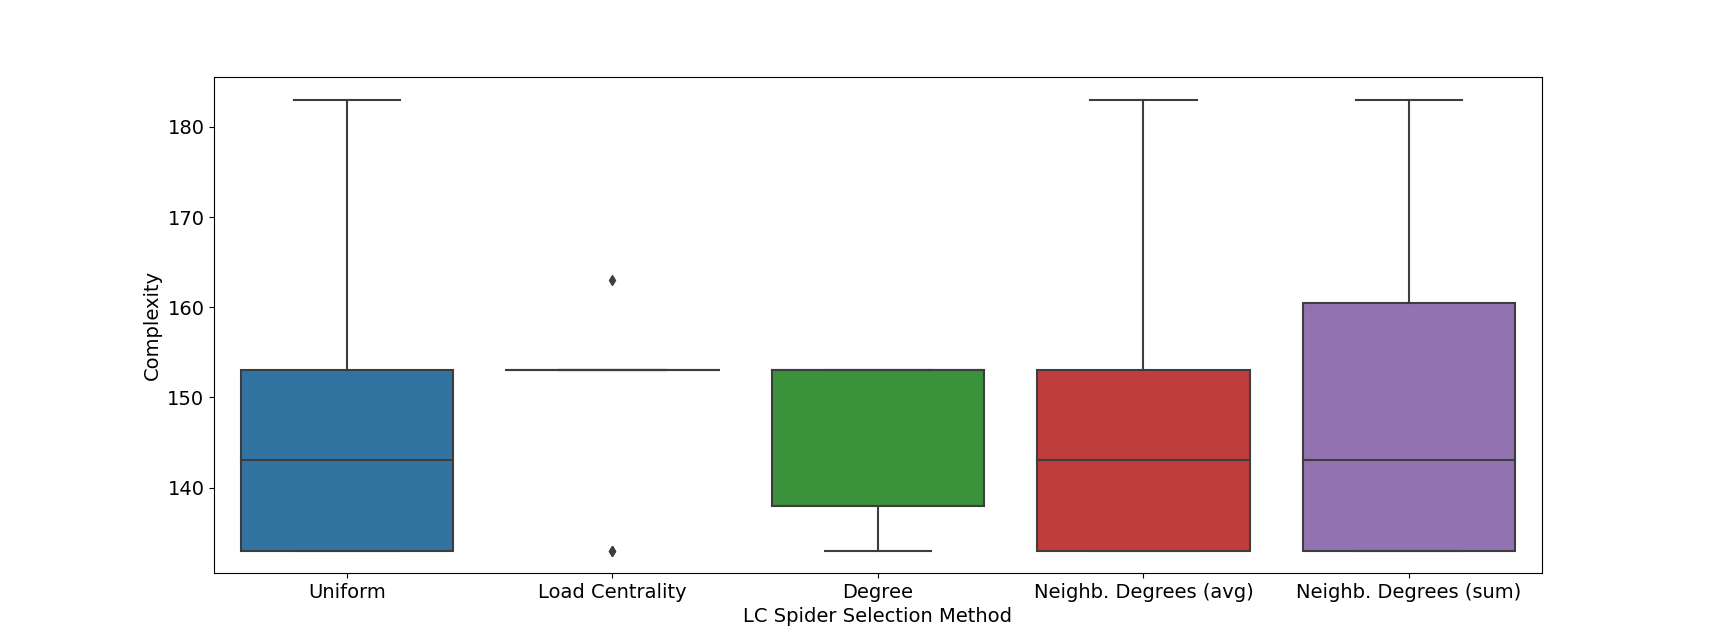 180
170
160
150
140
Complexity
Uniform
Load Centrality
Degree
Neighb. Degrees (avg)
Neighb. Degrees (sum)
LC Spider Selection Method